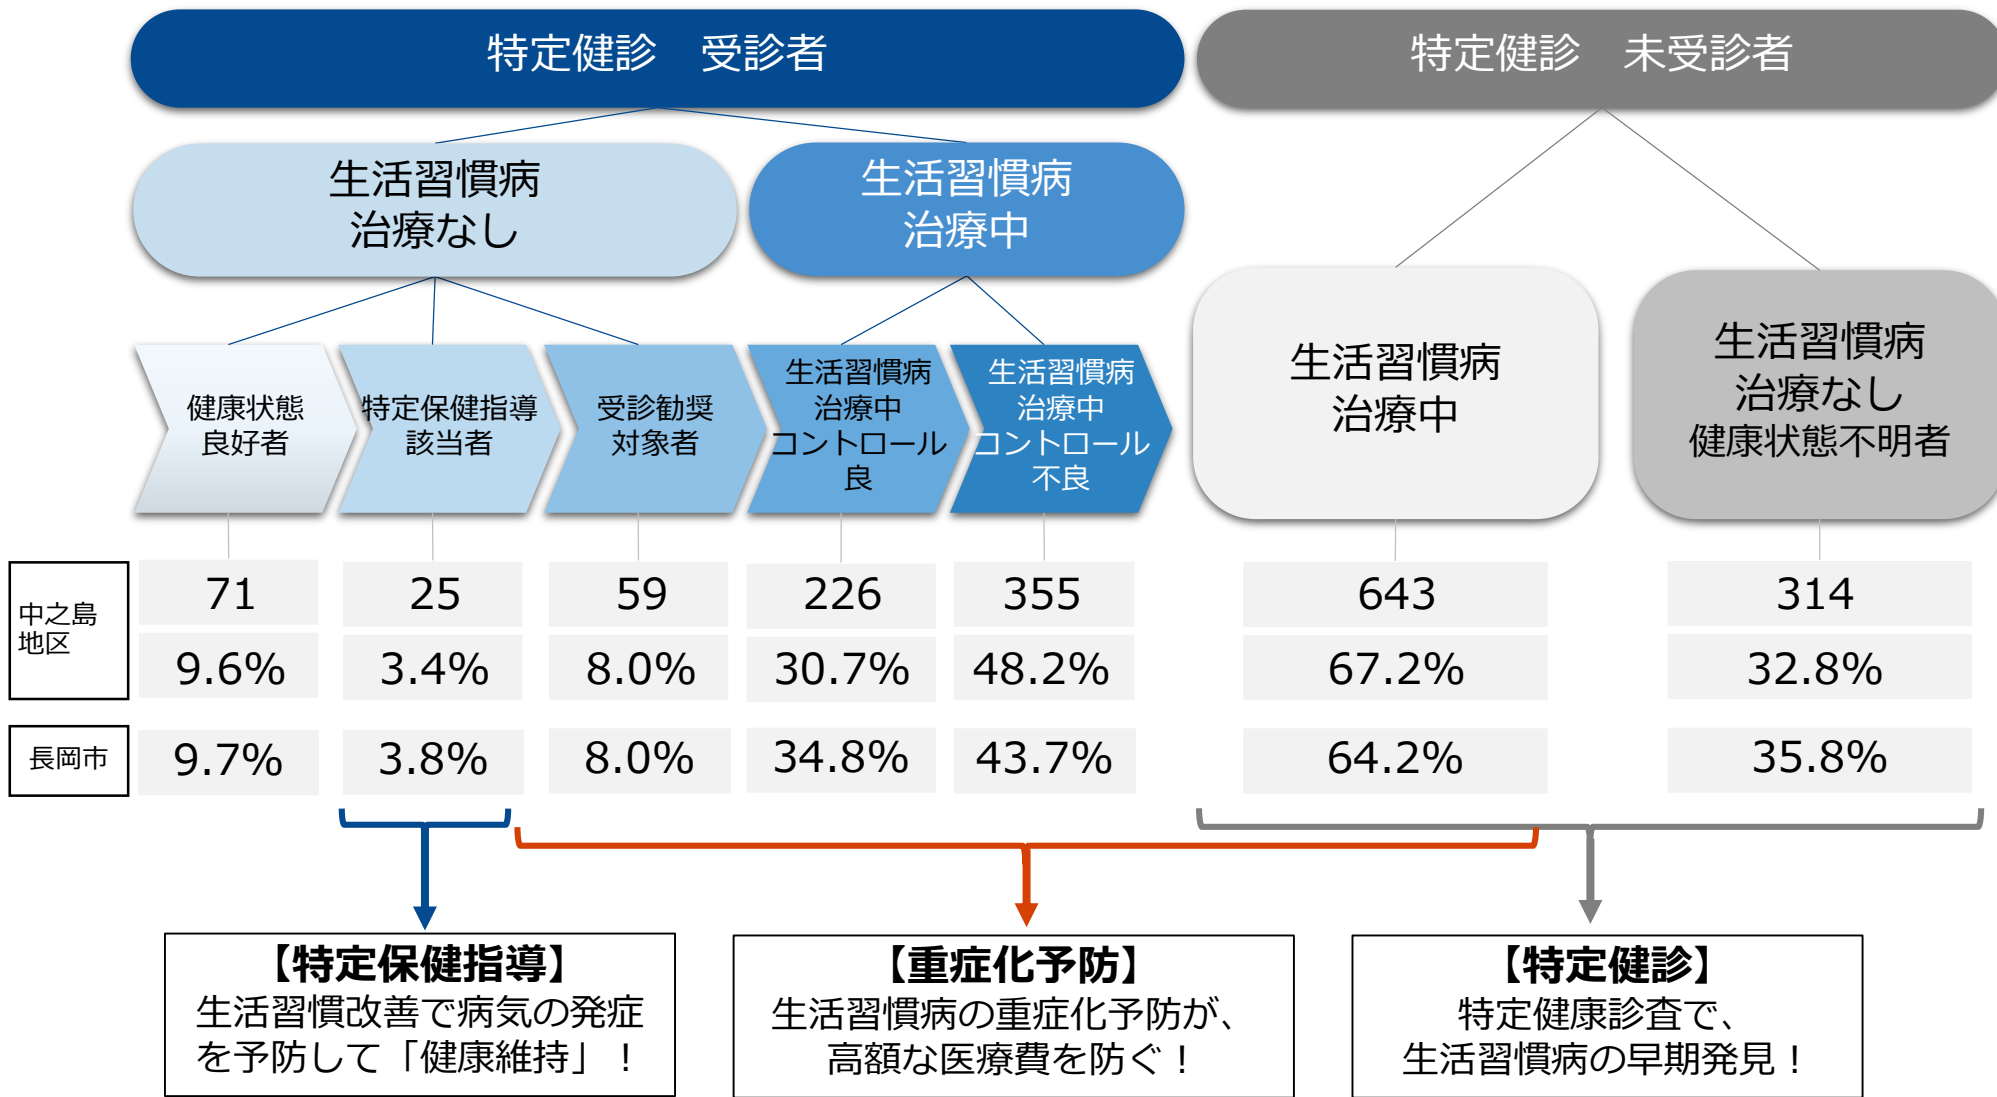 特定健診　受診者
特定健診　未受診者
生活習慣病
治療なし
生活習慣病
治療中
健康状態
良好者
特定保健指導
該当者
受診勧奨
対象者
生活習慣病
治療中
コントロール
良
生活習慣病
治療中
コントロール
不良
生活習慣病
治療中
生活習慣病
治療なし
健康状態不明者
中之島
地区
71
25
59
226
355
643
314
9.6%
3.4%
8.0%
30.7%
48.2%
67.2%
32.8%
長岡市
9.7%
3.8%
8.0%
34.8%
43.7%
64.2%
35.8%
【特定保健指導】
生活習慣改善で病気の発症
を予防して「健康維持」！
【重症化予防】
生活習慣病の重症化予防が、
高額な医療費を防ぐ！
【特定健診】
特定健康診査で、
生活習慣病の早期発見！